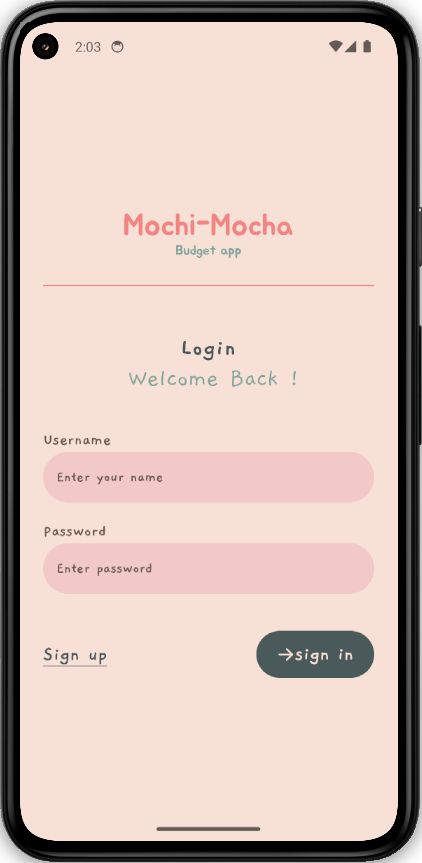 2:03
Mochi-Mocha
Budget app
Login
Welcome Back !
Username
Enter your name
Password
Enter password
Sign up
→sign in